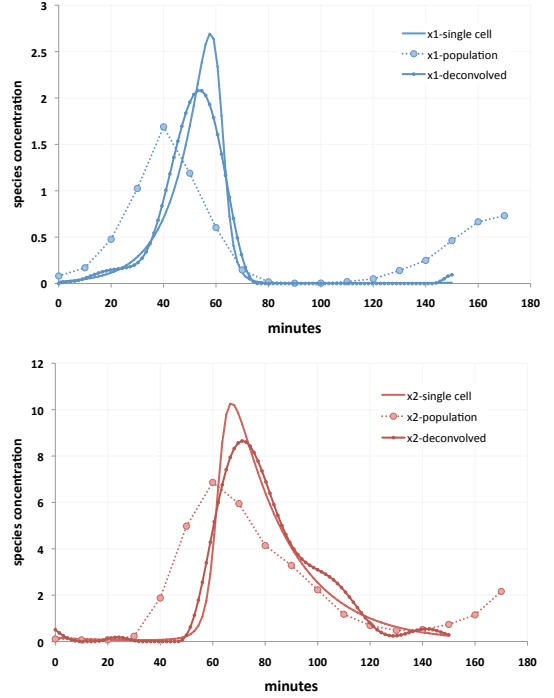 3
2.5
2
1.5
1
0.5
0
species concentration
x1-single cell
x1-population
x1-deconvolved
0 20 40 60 80 100 120 140 160 180
minutes
12
10
8
6
4
2
0
species concentration
x2-single cell
x2-population
x2-deconvolved
0 20 40 60 80 100 120 140 160 180
minutes